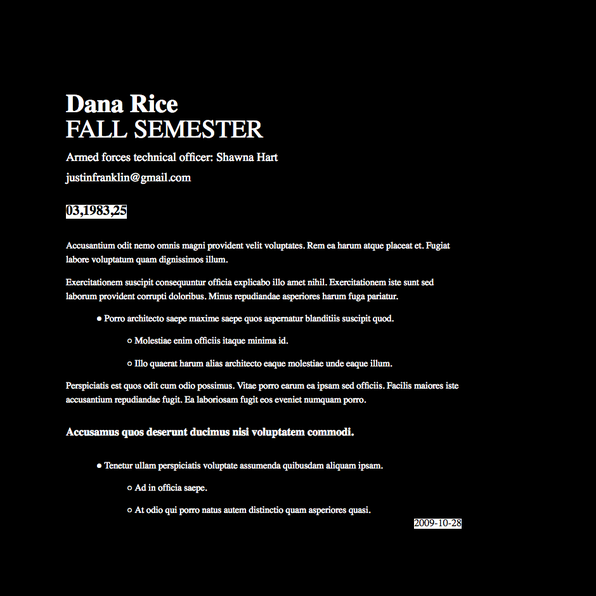 Dana Rice
FALL SEMESTER
Armed forces technical officer: Shawna Hart
justinfranklin@gmail.com
03,1983,25
Accusantium odit nemo omnis magni provident velit voluptates. Rem ea harum atque placeat et. Fugiat
labore voluptatum quam dignissimos illum.
Exercitationem suscipit consequuntur officia explicabo illo amet nihil. Exercitationem iste sunt sed
laborum provident corrupti doloribus. Minus repudiandae asperiores harum fuga pariatur.
Porro architecto saepe maxime saepe quos aspernatur blanditiis suscipit quod.
Molestiae enim officiis itaque minima id.
Illo quaerat harum alias architecto eaque molestiae unde eaque illum.
Perspiciatis est quos odit cum odio possimus. Vitae porro earum ea ipsam sed officiis. Facilis maiores iste
accusantium repudiandae fugit. Ea laboriosam fugit eos eveniet numquam porro.
Accusamus quos deserunt ducimus nisi voluptatem commodi.
Tenetur ullam perspiciatis voluptate assumenda quibusdam aliquam ipsam.
Ad in officia saepe.
At odio qui porro natus autem distinctio quam asperiores quasi.
2009-10-28